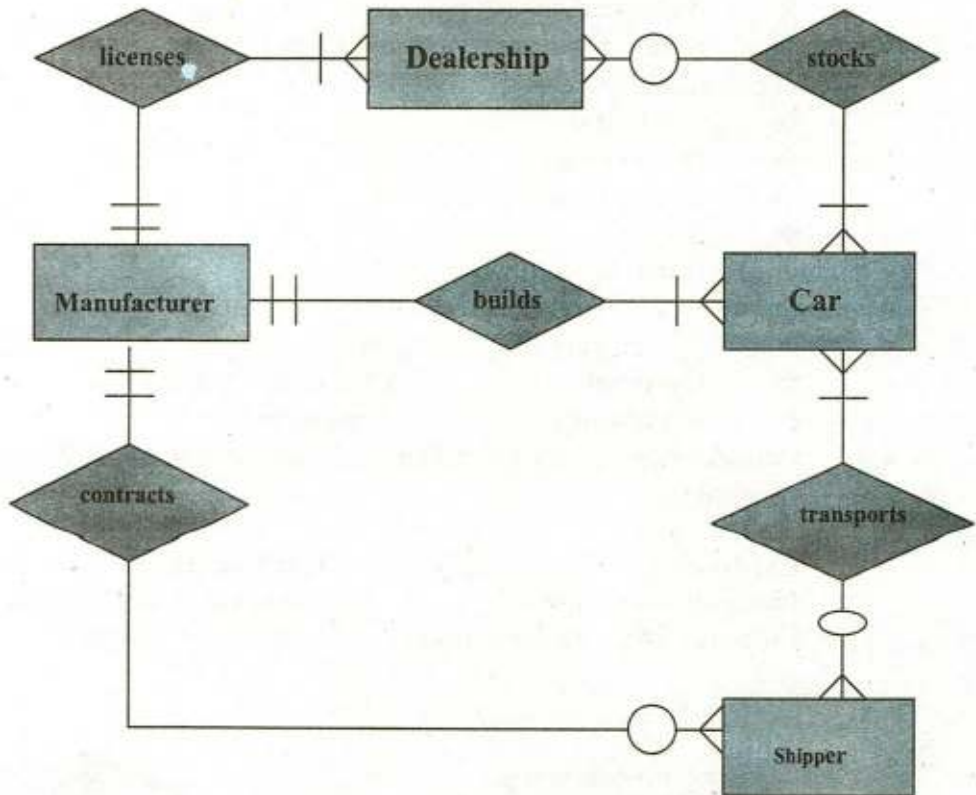 licenses
Dealership
stocks
Manufacturer
builds
Car
contracts
transports
Shipper